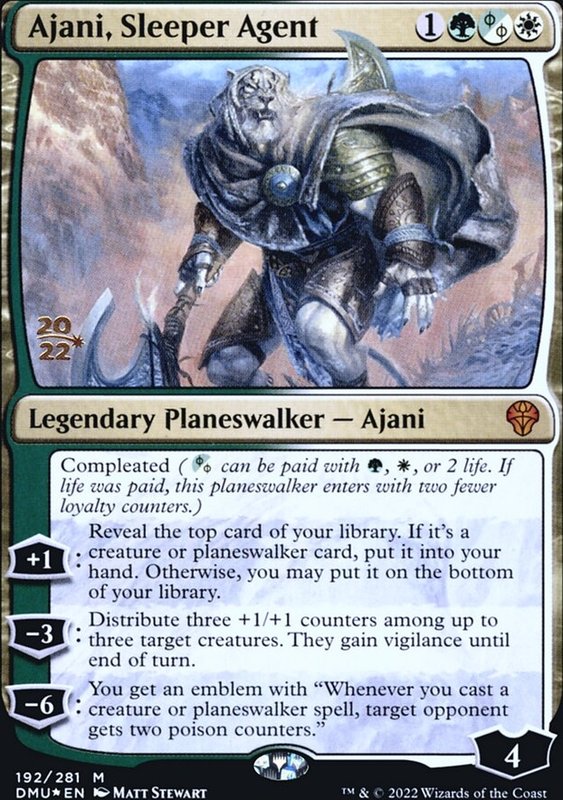 Ajani, Sleeper Agent 1
20
22
Legendary Planeswalker — Ajani
Compleated ( can be paid with , , or 2 life. If
life was paid, this planeswalker enters with two fewer
loyalty counters.)
Reveal the top card of your library. If it's a
creature or planeswalker card, put it into your
+1: hand. Otherwise, you may put it on the bottom
of your library.
Distribute three +1/+1 counters among up to
−3: three target creatures. They gain vigilance until
end of turn.
You get an emblem with “Whenever you cast a
−6: creature or planeswalker spell, target opponent
gets two poison counters.”
4
192/281 M
DMU★EN Matt Stewart
™ & © 2022 Wizards of the Coast